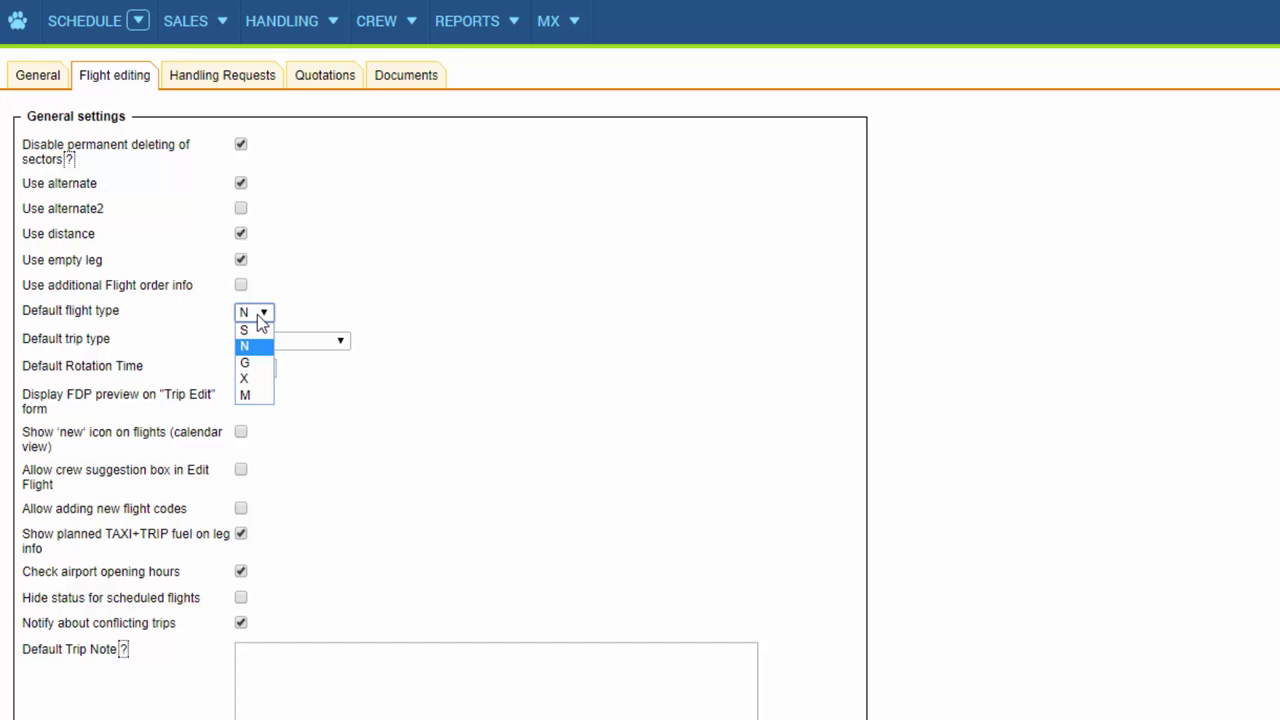 SCHEDULE SALES HANDLING CREW REPORTS MX
General Flight editing Handling Requests Quotations Documents
General settings
Disable permanent deleting of
sectors?
Use alternate
Use alternate2
Use distance
Use empty leg
Use additional Flight order info
Default flight type N
S
N
G
X
M
Default trip type
Default Rotation Time
Display FDP preview on "Trip Edit"
form
Show ‘new‘ icon on flights (calendar
view)
Allow crew suggestion box in Edit
Flight
Allow adding new flight codes
Show planned TAXI+TRIP fuel on leg
info
Check airport opening hours
Hide status for scheduled flights
Notify about conflicting trips
Default Trip Note?